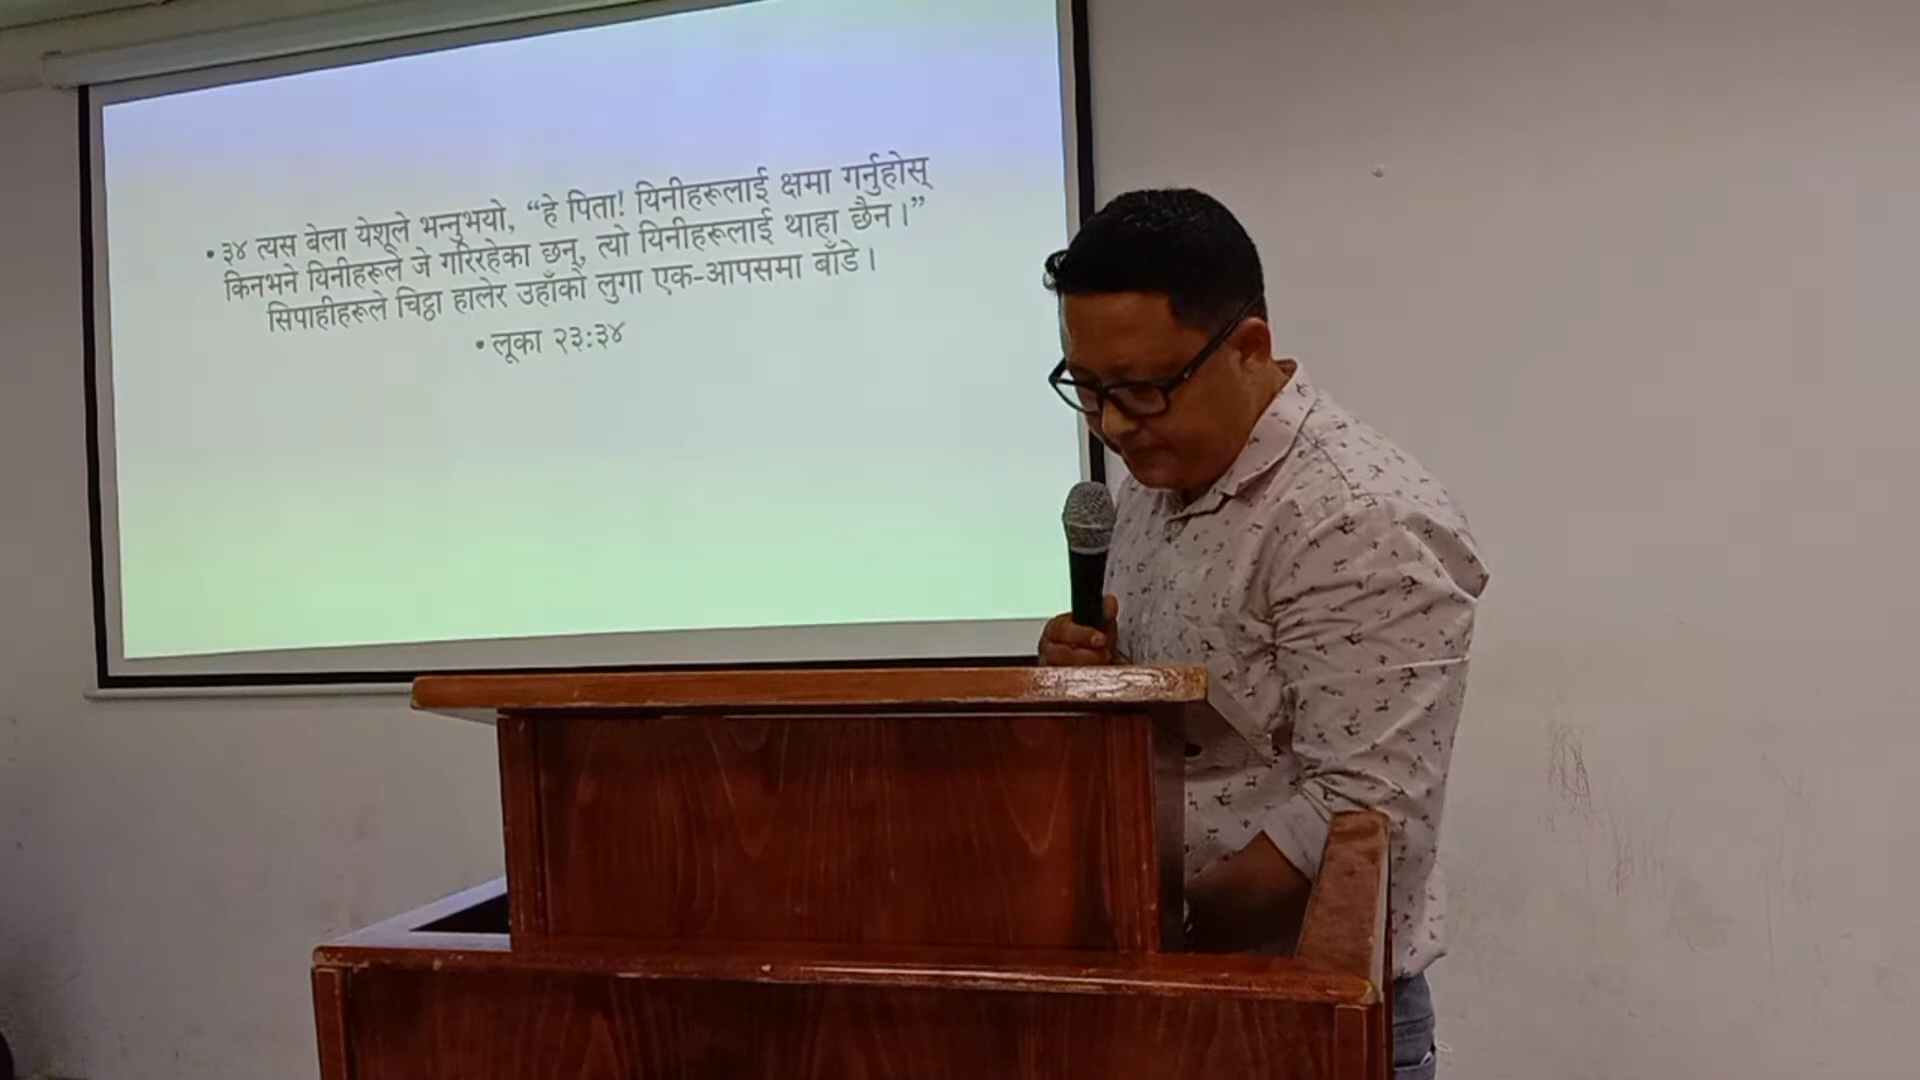 • ३४ त्यस बेला येशूले भन्नुभयो, “हे पिता! यिनीहरूलाई क्षमा गर्नुहोस्
किनभने यिनीहरूले जे गरिरहेका छन्, त्यो यिनीहरूलाई थाहा छैन।”
सिपाहीहरूले चिट्ठा हालेर उहाँको लुगा एक-आपसमा बाँडे।
• लूका २३:३४